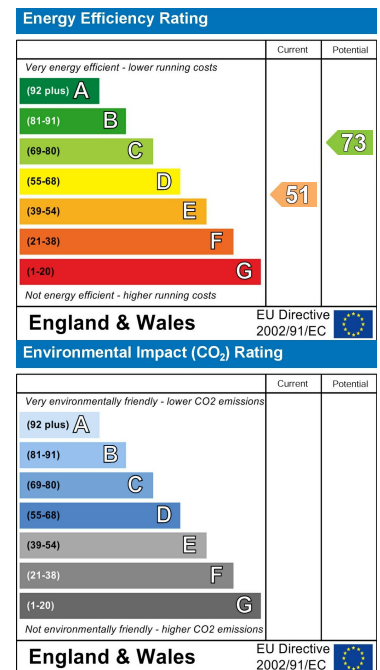 Energy Efficiency Rating
Current Potential
Very energy efficient - lower running costs
(92 plus) A
(81-91) B
(69-80) C
73
(55-68) D
51
(39-54) E
(21-38) F
(1-20) G
Not energy efficient - higher running costs
England & Wales
EU Directive
2002/91/EC
Environmental Impact (CO₂) Rating
Current Potential
Very environmentally friendly - lower CO2 emissions
(92 plus) A
(81-91) B
(69-80) C
(55-68) D
(39-54) E
(21-38) F
(1-20) G
Not environmentally friendly - higher CO2 emissions
England & Wales
EU Directive
2002/91/EC